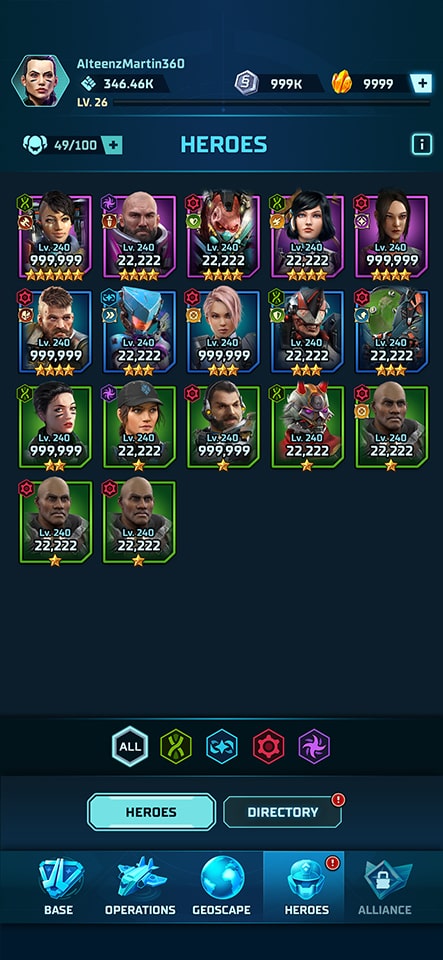 AlteenzMartin360
346.46K
999K
9999
+
LV. 26
49/100 +
HEROES
i
Lv. 240 Lv. 240 Lv. 240 Lv. 240 Lv. 240
999,999 22,222 22,222 22,222 999,999
Lv. 240 Lv. 240 Lv. 240 Lv. 240 Lv. 240
999,999 22,222 999,999 22,222 22,222
Lv. 240 Lv. 240 Lv. 240 Lv. 240 Lv. 240
999,999 22,222 999,999 22,222 22,222
Lv. 240 Lv. 240
22,222 22,222
ALL
HEROES
DIRECTORY
!
!
BASE
OPERATIONS
GEOSCAPE
HEROES
ALLIANCE